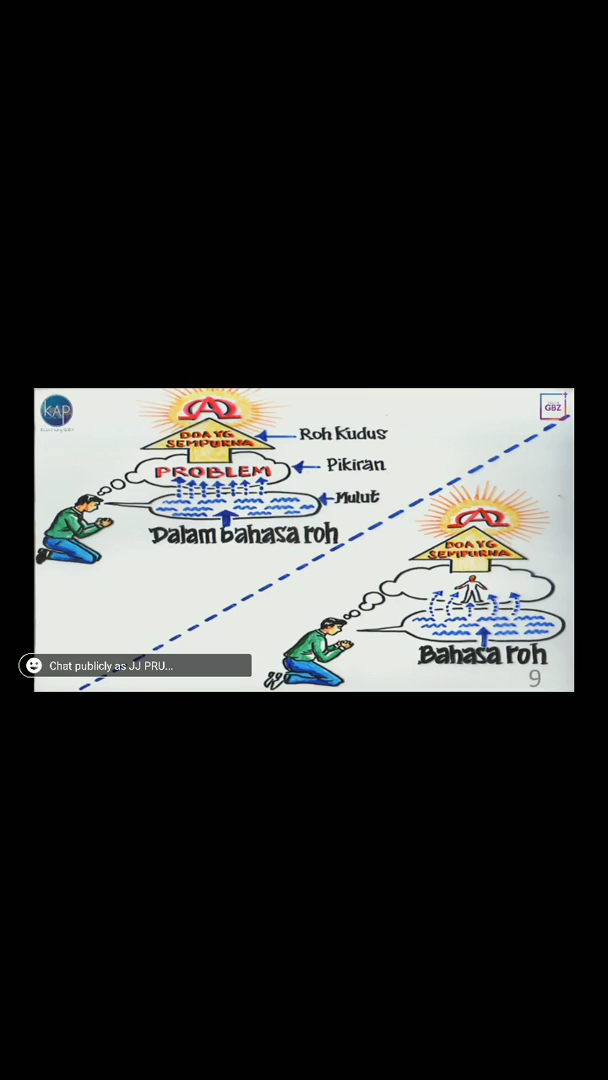 KAP
GBZ
DOA YG
SEMPURNA
Roh Kudus
PROBLEM
Pikiran
Mulut
Dalam bahasa roh
DOA YG
SEMPURNA
Bahasa roh
Chat publicly as JJ PRU...
9